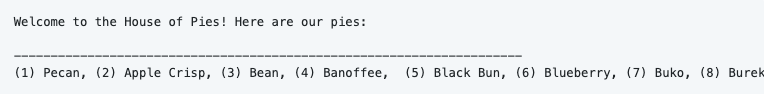 Welcome to the House of Pies! Here are our pies:
_____________________________________________________________________
(1) Pecan, (2) Apple Crisp, (3) Bean, (4) Banoffee,  (5) Black Bun, (6) Blueberry, (7) Buko, (8) Burek